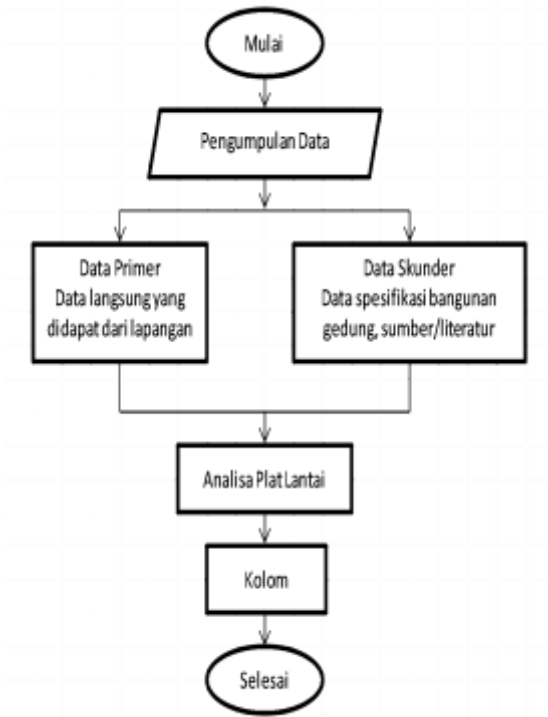 Mulai
Pengumpulan Data
Data Primer
Data langsung yang
didapat dari lapangan
Data Skunder
Data spesifikasi bangunan
gedung, sumber/literatur
Analisa Plat Lantai
Kolom
Selesai